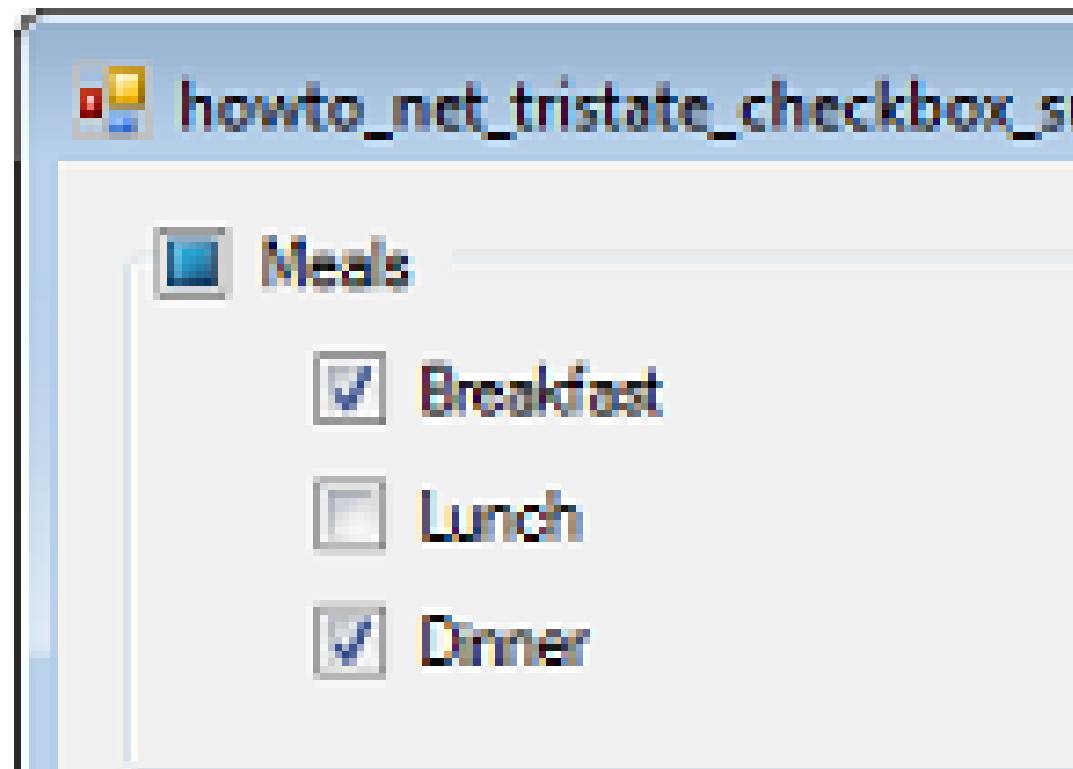 howto_net_tristate_checkbox_s
Meals
Breakfast
Lunch
Dinner